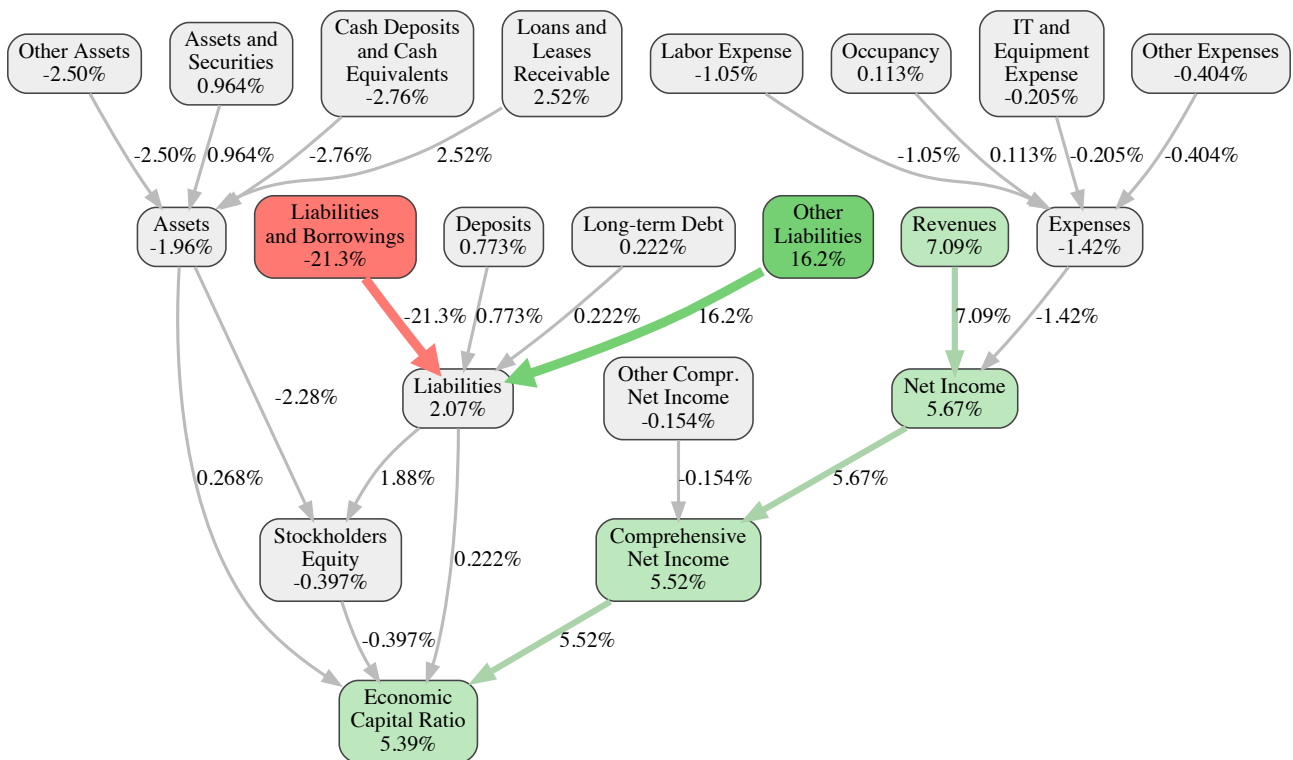 Other Assets
-2.50%
Assets and
Securities
0.964%
Cash Deposits
and Cash
Equivalents
-2.76%
Loans and
Leases
Receivable
2.52%
Labor Expense
-1.05%
Occupancy
0.113%
IT and
Equipment
Expense
-0.205%
Other Expenses
-0.404%
-2.50%
0.964%
-2.76%
2.52%
-1.05%
0.113%
-0.205%
-0.404%
Assets
-1.96%
Liabilities
and Borrowings
-21.3%
Deposits
0.773%
Long-term Debt
0.222%
Other
Liabilities
16.2%
Revenues
7.09%
Expenses
-1.42%
-21.3%
0.773%
0.222%
16.2%
7.09%
-1.42%
Liabilities
2.07%
Other Compr.
Net Income
-0.154%
Net Income
5.67%
-2.28%
0.268%
1.88%
-0.154%
5.67%
Stockholders
Equity
-0.397%
0.222%
Comprehensive
Net Income
5.52%
-0.397%
5.52%
Economic
Capital Ratio
5.39%